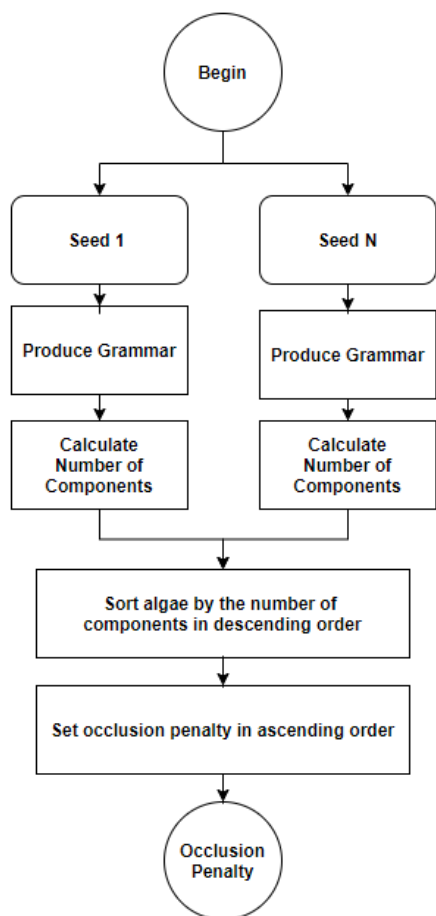 Begin
Seed 1
Seed N
Produce Grammar
Produce Grammar
Calculate
Number of
Components
Calculate
Number of
Components
Sort algae by the number of
components in descending order
Set occlusion penalty in ascending order
Occlusion
Penalty